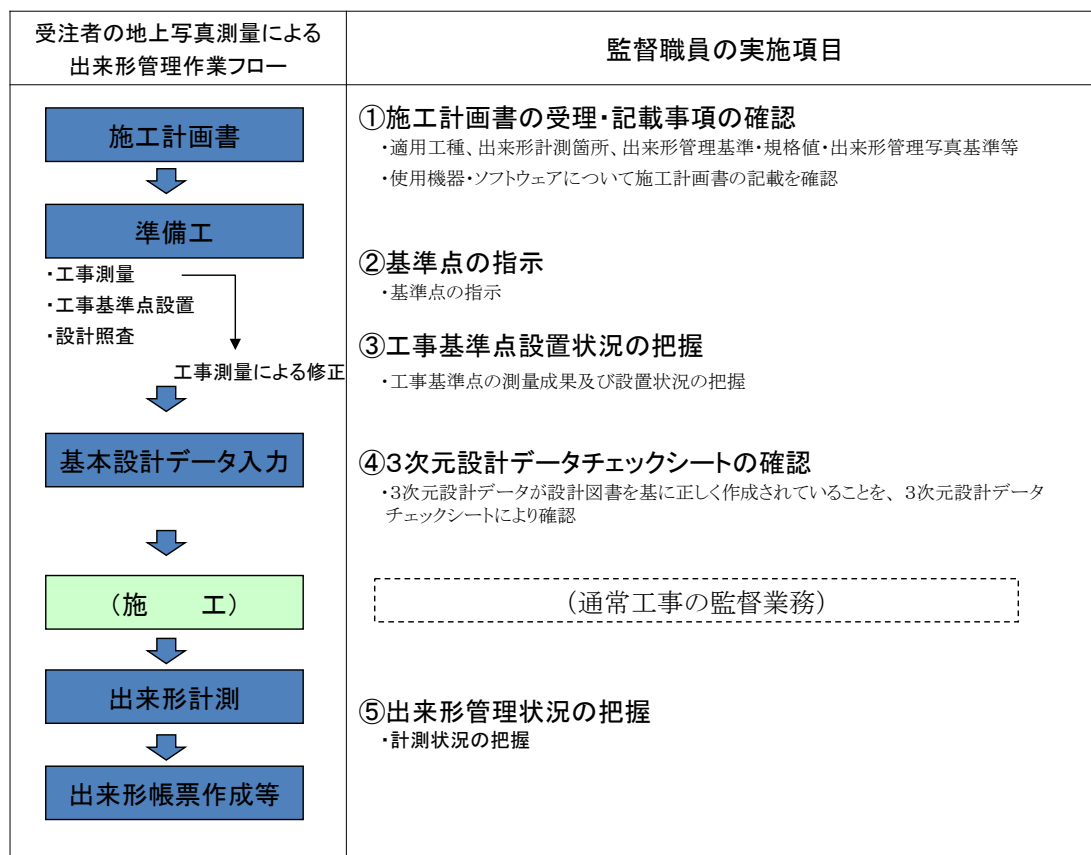 受注者の地上写真測量による
出来形管理作業フロー
監督職員の実施項目
施工計画書
準備工
・工事測量
・工事基準点設置
・設計照査
工事測量による修正
基本設計データ入力
（施　工）
出来形計測
出来形帳票作成等
①施工計画書の受理・記載事項の確認
・適用工種、出来形計測箇所、出来形管理基準・規格値・出来形管理写真基準等
・使用機器・ソフトウェアについて施工計画書の記載を確認
②基準点の指示
・基準点の指示
③工事基準点設置状況の把握
・工事基準点の測量成果及び設置状況の把握
④３次元設計データチェックシートの確認
・３次元設計データが設計図書を基に正しく作成されていることを、３次元設計データ
チェックシートにより確認
（通常工事の監督業務）
⑤出来形管理状況の把握
・計測状況の把握